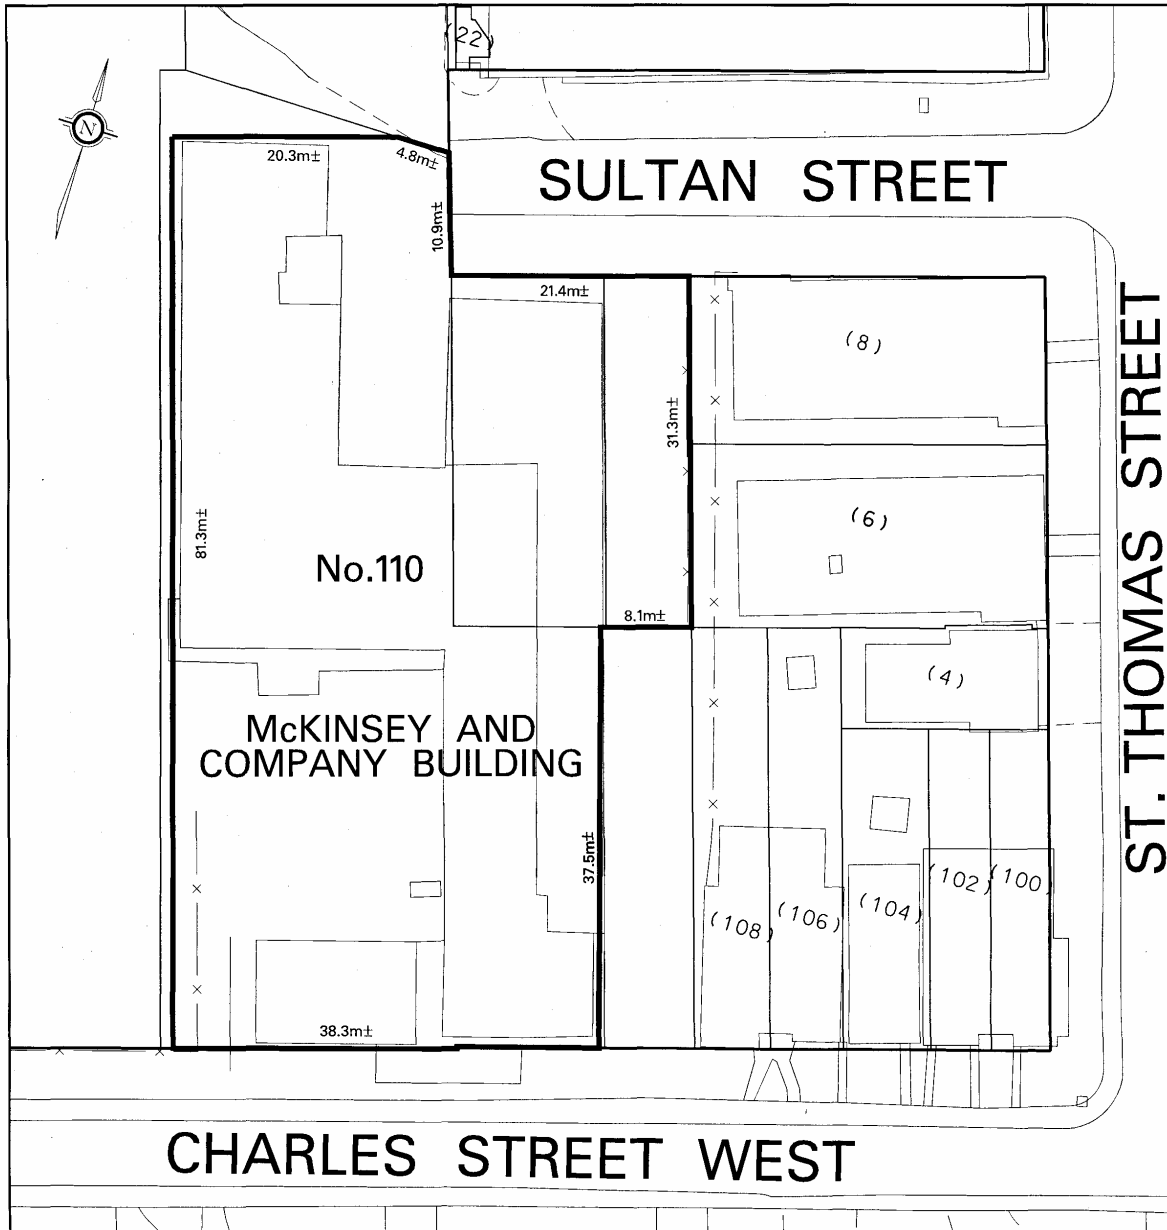 (22)
N
20.3m±
4.8m±
SULTAN STREET
10.9m±
21.4m±
(8)
31.3m±
ST. THOMAS STREET
81.3m±
(6)
No.110
8.1m±
(4)
McKINSEY AND
COMPANY BUILDING
37.5m±
(108)
(106)
(104)
(102)
(100)
38.3m±
CHARLES STREET WEST